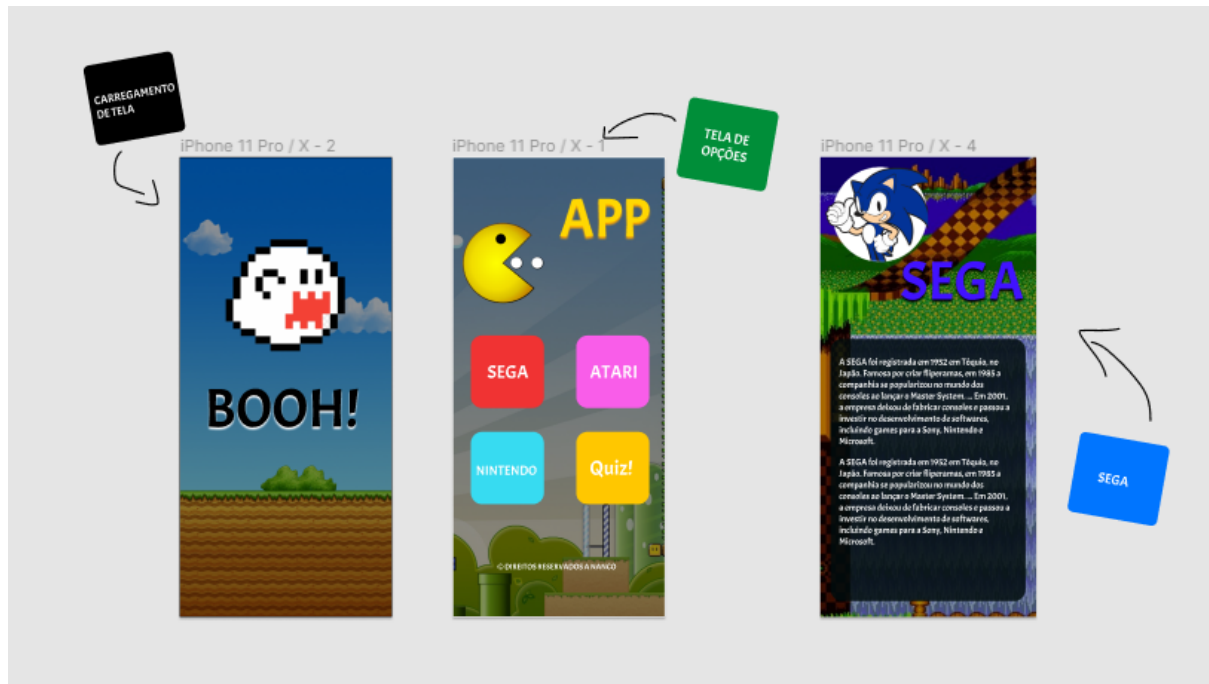 CARREGAMENTO
DE TELA
iPhone 11 Pro / X - 2
BOOH!
iPhone 11 Pro / X - 1
TELA DE
OPÇÕES
APP
SEGA
ATARI
NINTENDO
Quiz!
© DIREITOS RESERVADOS A NANGO
iPhone 11 Pro / X - 4
SEGA
A SEGA foi registrada em 1952 em Tóquio, no
Japão. Famosa por criar fliperamas, em 1985 a
companhia se popularizou no mundo dos
consoles ao lançar o Master System. ... Em 2001,
a empresa deixou de fabricar consoles e passou a
investir no desenvolvimento de softwares,
incluindo games para a Sony, Nintendo e
Microsoft.
A SEGA foi registrada em 1952 em Tóquio, no
Japão. Famosa por criar fliperamas, em 1985 a
companhia se popularizou no mundo dos
consoles ao lançar o Master System. ... Em 2001,
a empresa deixou de fabricar consoles e passou a
investir no desenvolvimento de softwares,
incluindo games para a Sony, Nintendo e
Microsoft.
SEGA